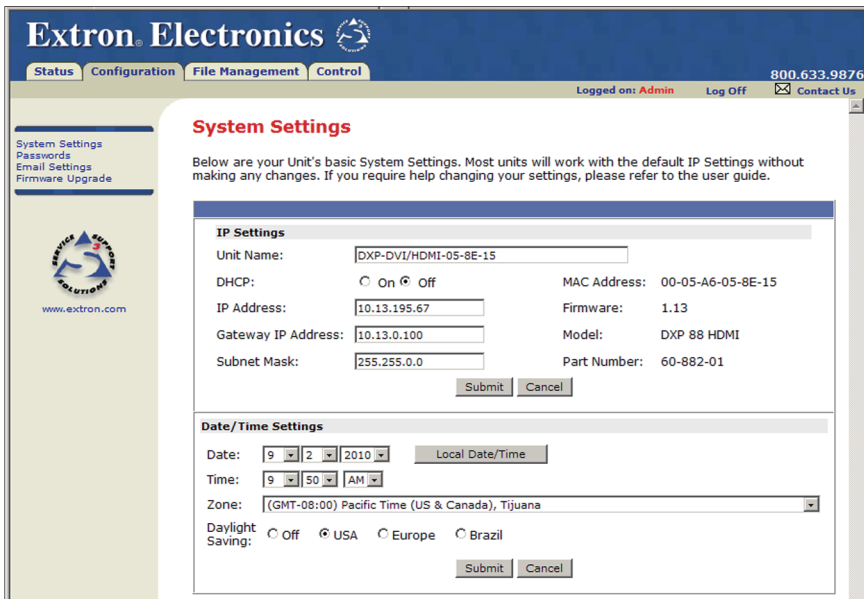 Extron® Electronics
Status Configuration File Management Control
800.633.9876
Logged on: Admin Log Off Contact Us
System Settings
Passwords
Email Settings
Firmware Upgrade
SERVICE SUPPORT SOLUTIONS
www.extron.com
System Settings
Below are your Unit's basic System Settings. Most units will work with the default IP Settings without
making any changes. If you require help changing your settings, please refer to the user guide.
IP Settings
Unit Name: DXP-DVI/HDMI-05-8E-15
DHCP: On Off MAC Address: 00-05-A6-05-8E-15
IP Address: 10.13.195.67 Firmware: 1.13
Gateway IP Address: 10.13.0.100 Model: DXP 88 HDMI
Subnet Mask: 255.255.0.0 Part Number: 60-882-01
Submit Cancel
Date/Time Settings
Date: 9 2 2010 Local Date/Time
Time: 9 50 AM
Zone: (GMT-08:00) Pacific Time (US & Canada), Tijuana
Daylight
Saving: Off USA Europe Brazil
Submit Cancel